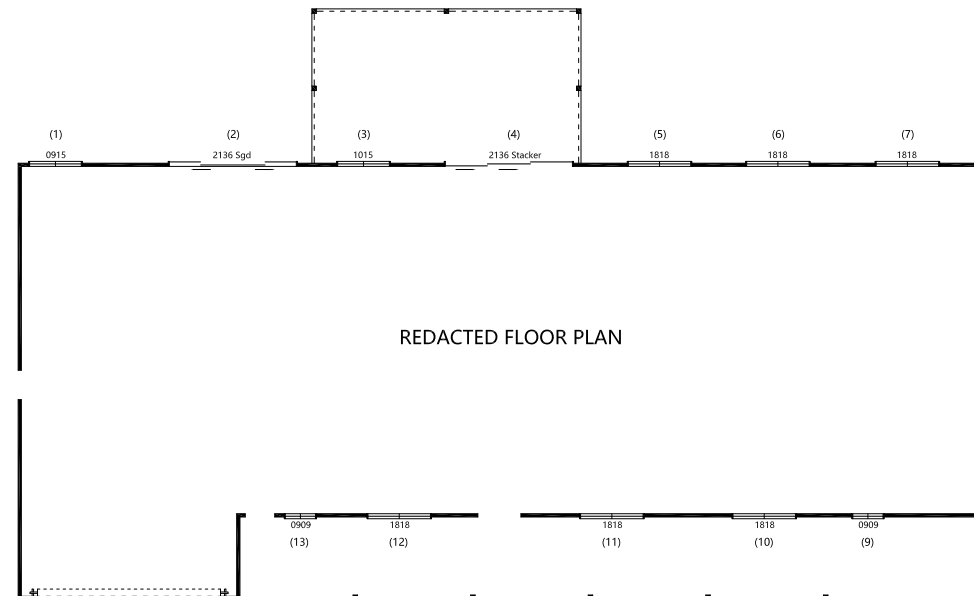 (1) (2) (3) (4) (5) (6) (7)
0915 2136 Sgd 1015 2136 Stacker 1818 1818 1818
REDACTED FLOOR PLAN
0909 1818 1818 1818 0909
(13) (12) (11) (10) (9)